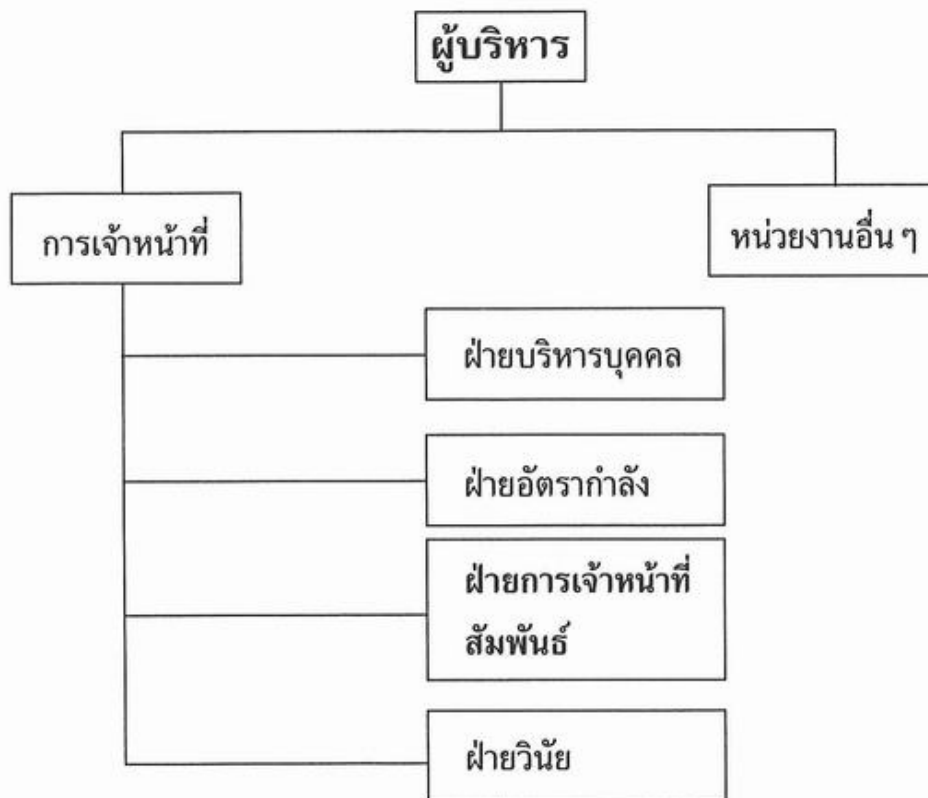 ผู้บริหาร
การเจ้าหน้าที่
หน่วยงานอื่น ๆ
ฝ่ายบริหารบุคคล
ฝ่ายอัตรากำลัง
ฝ่ายการเจ้าหน้าที่
สัมพันธ์
ฝ่ายวินัย